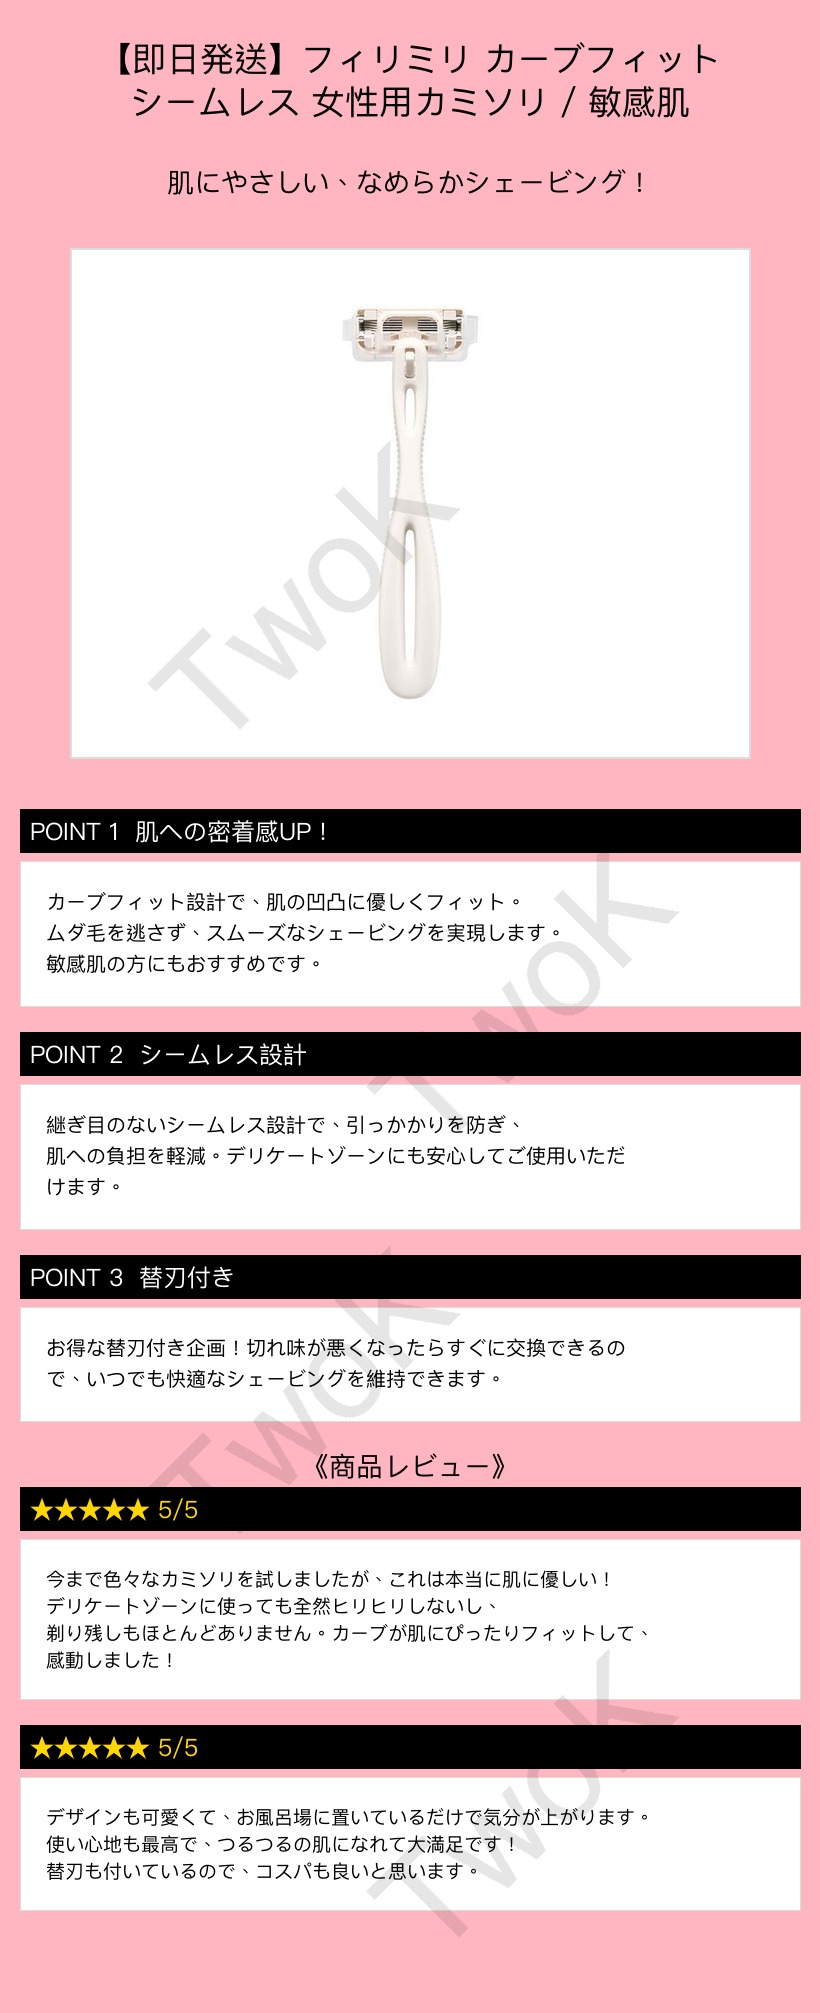 【即日発送】フィリミリ カーブフィット
シームレス 女性用カミソリ / 敏感肌
肌にやさしい、なめらかシェービング！
TwoK
POINT 1 肌への密着感UP！
カーブフィット設計で、肌の凹凸に優しくフィット。
ムダ毛を逃さず、スムーズなシェービングを実現します。
敏感肌の方にもおすすめです。
TwoK
POINT 2 シームレス設計
継ぎ目のないシームレス設計で、引っかかりを防ぎ、
肌への負担を軽減。デリケートゾーンにも安心してご使用いただ
けます。
POINT 3 替刃付き
お得な替刃付き企画！切れ味が悪くなったらすぐに交換できるの
で、いつでも快適なシェービングを維持できます。
TwoK
《商品レビュー》
★★★★★ 5/5
今まで色々なカミソリを試しましたが、これは本当に肌に優しい！
デリケートゾーンに使っても全然ヒリヒリしないし、
剃り残しもほとんどありません。カーブが肌にぴったりフィットして、
感動しました！
★★★★★ 5/5
デザインも可愛くて、お風呂場に置いているだけで気分が上がります。
使い心地も最高で、つるつるの肌になれて大満足です！
替刃も付いているので、コスパも良いと思います。
TwoK